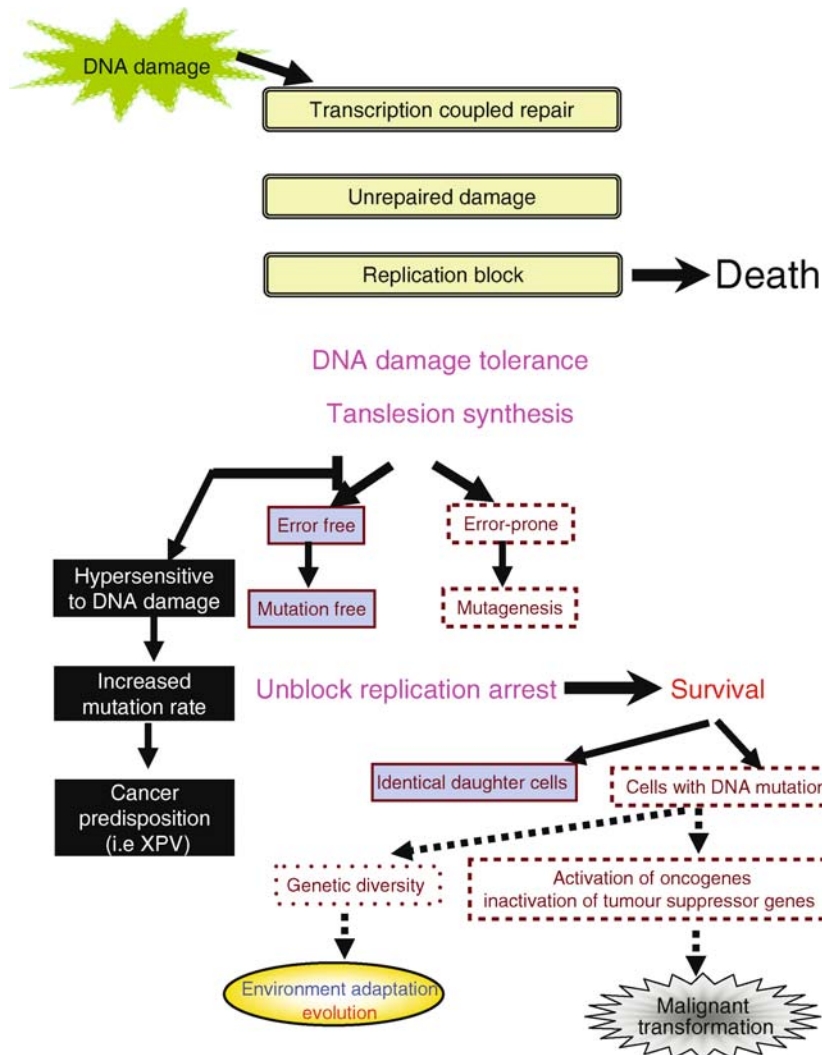 DNA damage
Transcription coupled repair
Unrepaired damage
Replication block
Death
DNA damage tolerance
Tanslesion synthesis
Error free
Error-prone
Hypersensitive
to DNA damage
Mutation free
Mutagenesis
Increased
mutation rate
Unblock replication arrest
Survival
Identical daughter cells
Cells with DNA mutation
Cancer
predisposition
(i.e XPV)
Genetic diversity
Activation of oncogenes
inactivation of tumour suppressor genes
Environment adaptation
evolution
Malignant
transformation